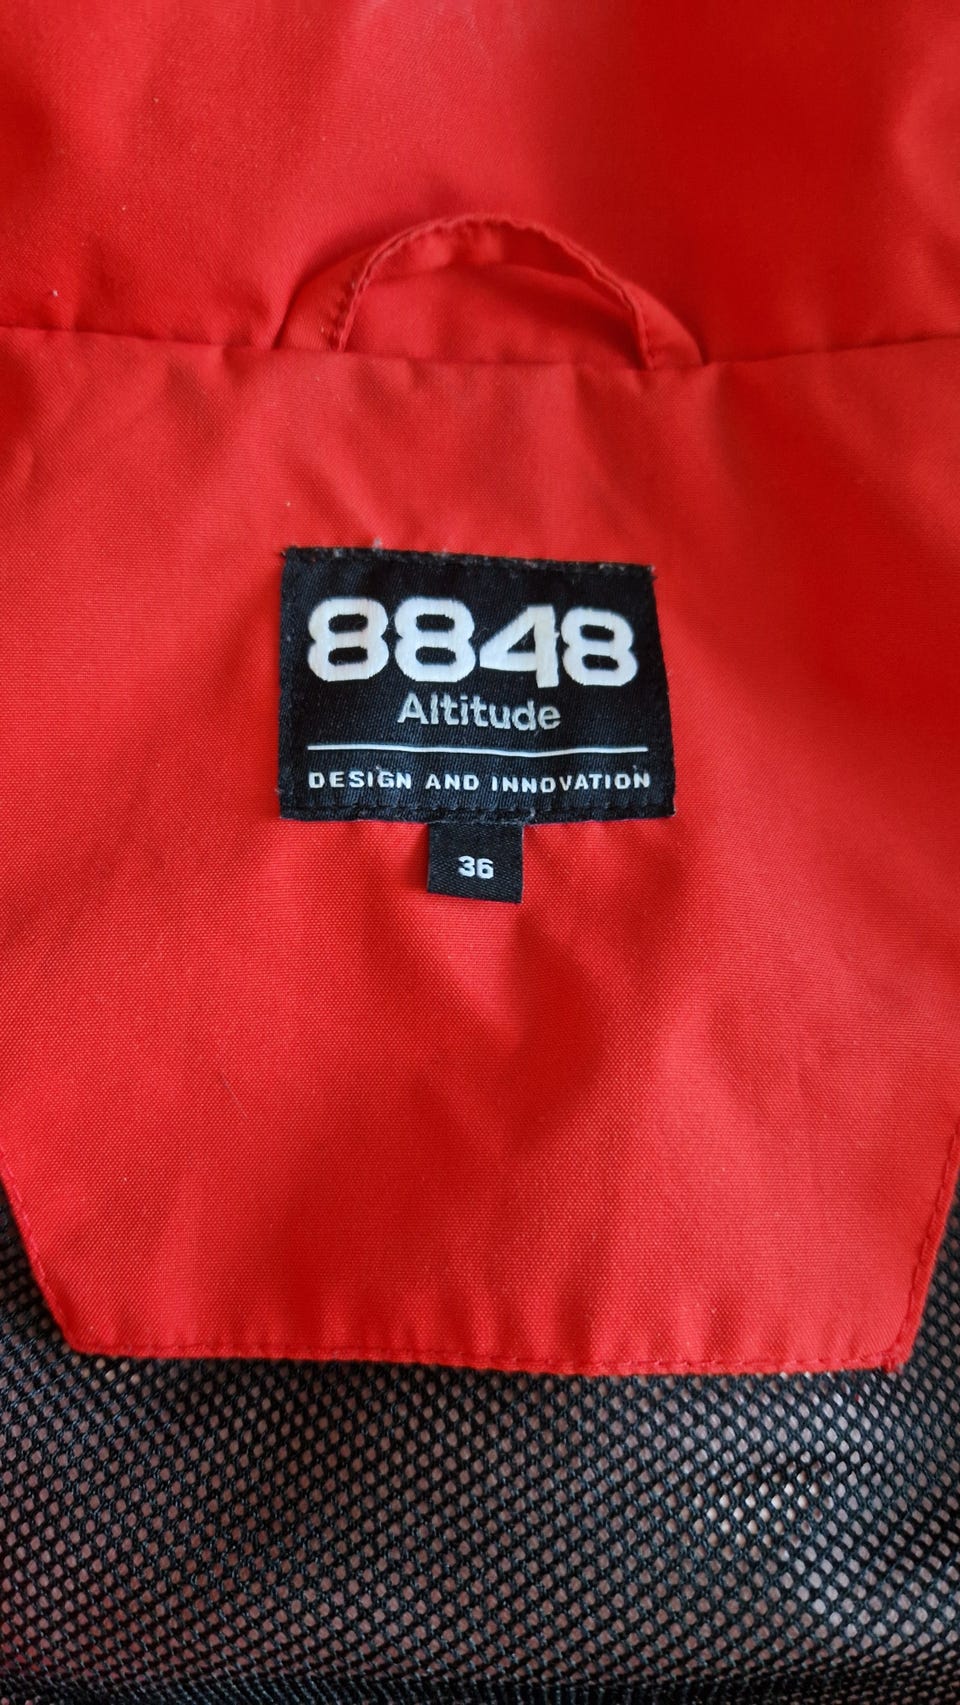 8848
Altitude
DESIGN AND INNOVATION
36